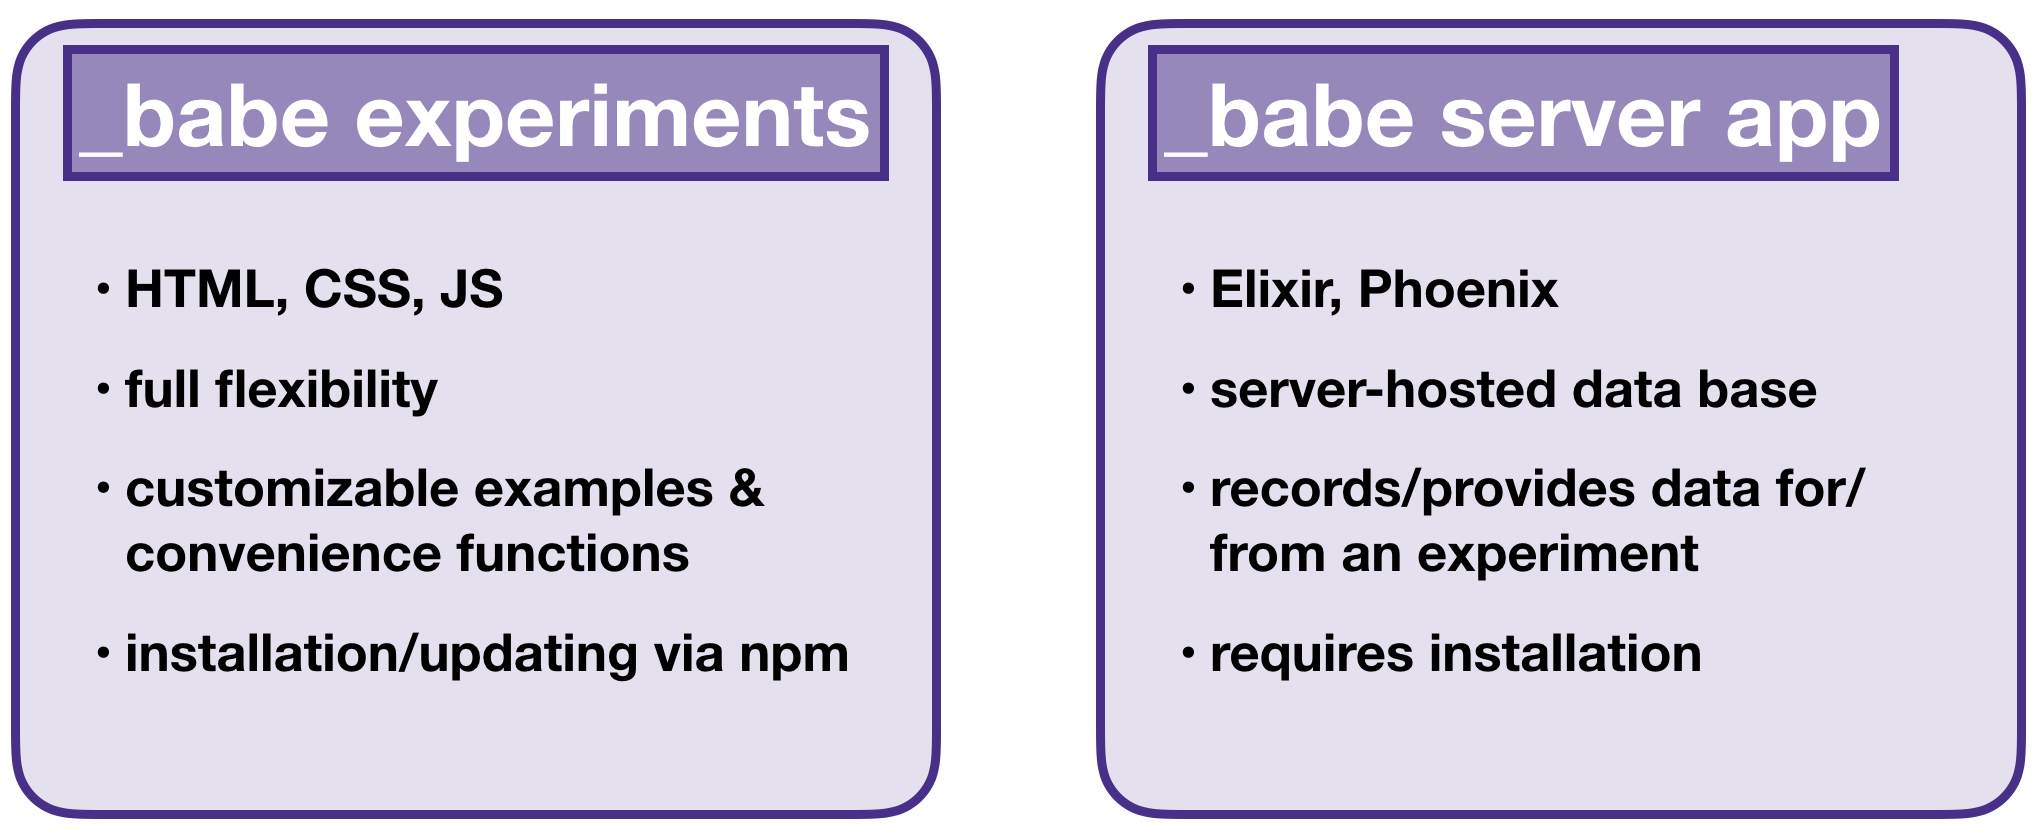 _babe experiments
• HTML, CSS, JS
• full flexibility
• customizable examples &
convenience functions
• installation/updating via npm
_babe server app
• Elixir, Phoenix
• server-hosted data base
• records/provides data for/
from an experiment
• requires installation